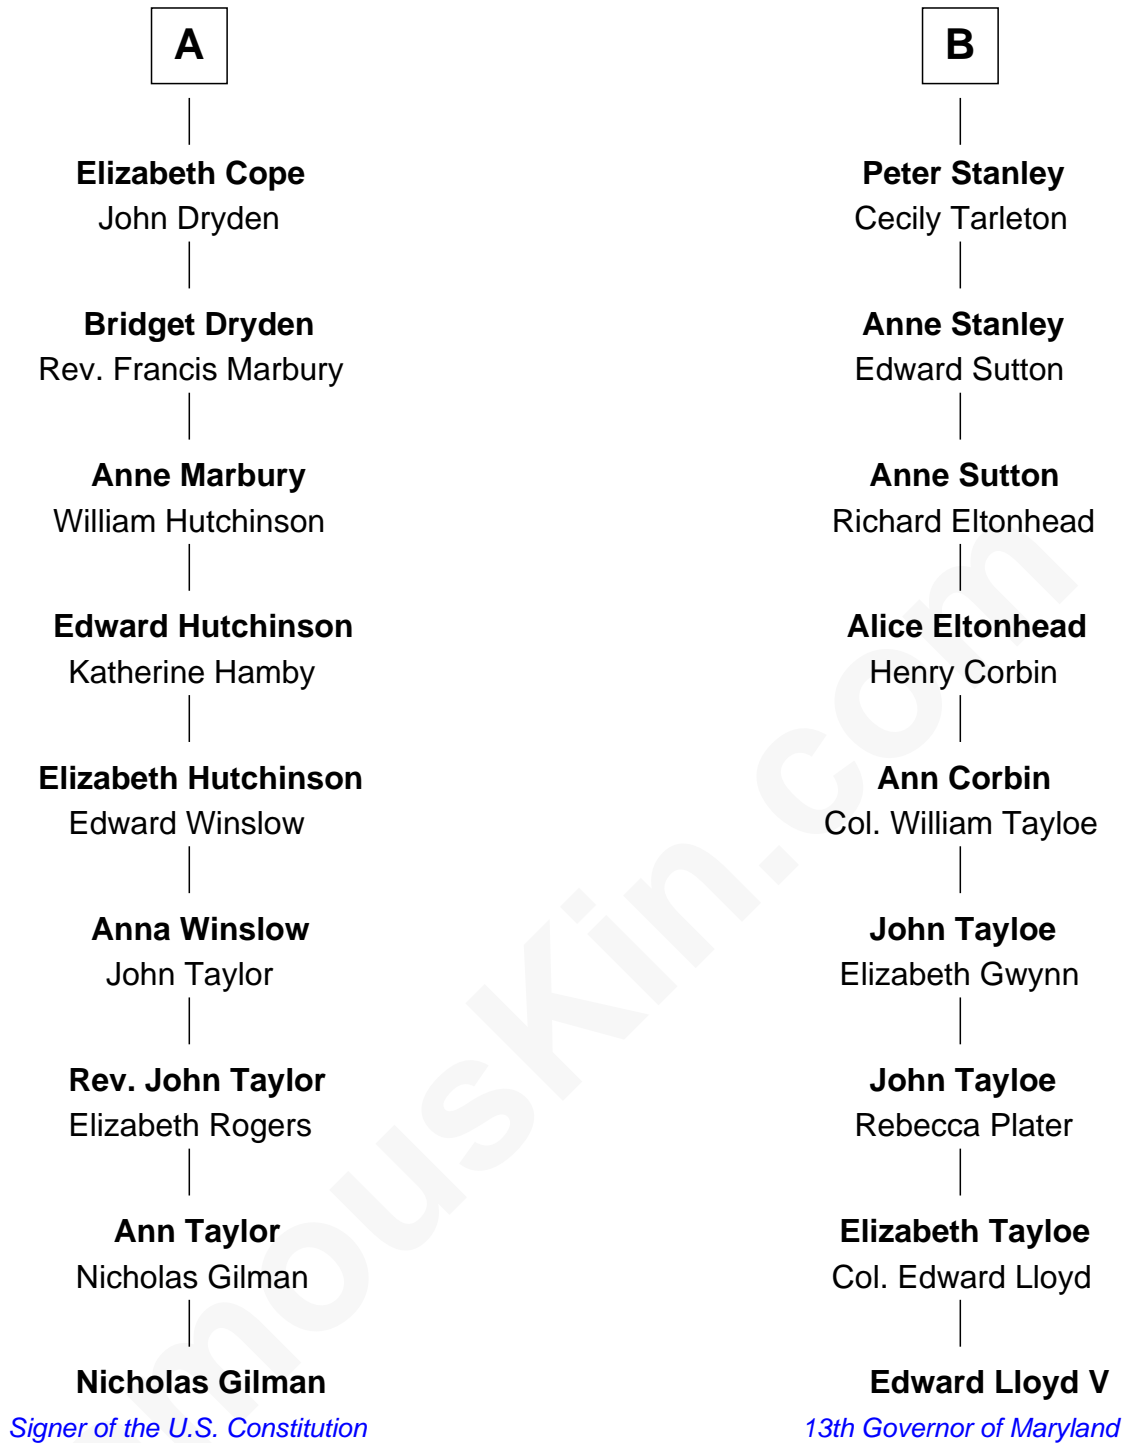 A
Elizabeth Cope
John Dryden
Bridget Dryden
Rev. Francis Marbury
Anne Marbury
William Hutchinson
Edward Hutchinson
Katherine Hamby
Elizabeth Hutchinson
Edward Winslow
Anna Winslow
John Taylor
Rev. John Taylor
Elizabeth Rogers
Ann Taylor
Nicholas Gilman
Nicholas Gilman
Signer of the U.S. Constitution
B
Peter Stanley
Cecily Tarleton
Anne Stanley
Edward Sutton
Anne Sutton
Richard Eltonhead
Alice Eltonhead
Henry Corbin
Ann Corbin
Col. William Tayloe
John Tayloe
Elizabeth Gwynn
John Tayloe
Rebecca Plater
Elizabeth Tayloe
Col. Edward Lloyd
Edward Lloyd V
13th Governor of Maryland
mouskin.com